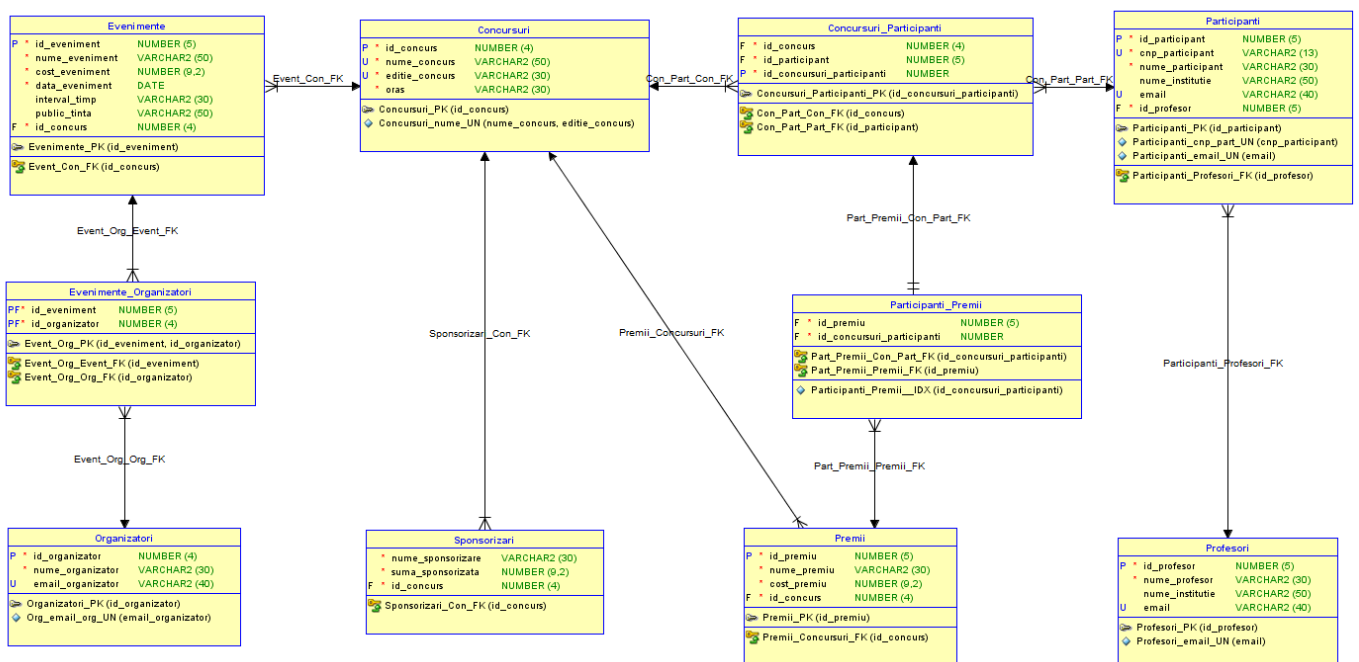 Evenimente
P * id_eveniment NUMBER (5)
* nume_eveniment VARCHAR2 (50)
* cost_eveniment NUMBER (9,2)
* data_eveniment DATE
interval_timp VARCHAR2 (30)
public_tinta VARCHAR2 (50)
F * id_concurs NUMBER (4)
Evenimente_PK (id_eveniment)
Event_Con_FK (id_concurs)
Event_Con_FK
Concursuri
P * id_concurs NUMBER (4)
U * nume_concurs VARCHAR2 (50)
U * editie_concurs VARCHAR2 (30)
* oras VARCHAR2 (30)
Concursuri_PK (id_concurs)
Concursuri_nume_UN (nume_concurs, editie_concurs)
Con_Part_Con_FK
Concursuri_Participanti
F * id_concurs NUMBER (4)
F * id_participant NUMBER (5)
P * id_concursuri_participanti NUMBER
Concursuri_Participanti_PK (id_concursuri_participanti)
Con_Part_Con_FK (id_concurs)
Con_Part_Part_FK (id_participant)
Con_Part_Part_FK
Participanti
P * id_participant NUMBER (5)
U * cnp_participant VARCHAR2 (13)
* nume_participant VARCHAR2 (30)
nume_institutie VARCHAR2 (50)
U email VARCHAR2 (40)
F * id_profesor NUMBER (5)
Participanti_PK (id_participant)
Participanti_cnp_part_UN (cnp_participant)
Participanti_email_UN (email)
Participanti_Profesori_FK (id_profesor)
Event_Org_Event_FK
Part_Premii_Con_Part_FK
Evenimente_Organizatori
PF* id_eveniment NUMBER (5)
PF* id_organizator NUMBER (4)
Event_Org_PK (id_eveniment, id_organizator)
Event_Org_Event_FK (id_eveniment)
Event_Org_Org_FK (id_organizator)
Sponsorizari_Con_FK
Premii_Concursuri_FK
Participanti_Premii
F * id_premiu NUMBER (5)
F * id_concursuri_participanti NUMBER
Part_Premii_Con_Part_FK (id_concursuri_participanti)
Part_Premii_Premii_FK (id_premiu)
Participanti_Premii__IDX (id_concursuri_participanti)
Participanti_Profesori_FK
Event_Org_Org_FK
Part_Premii_Premii_FK
Organizatori
P * id_organizator NUMBER (4)
* nume_organizator VARCHAR2 (30)
U email_organizator VARCHAR2 (40)
Organizatori_PK (id_organizator)
Org_email_org_UN (email_organizator)
Sponsorizari
* nume_sponsorizare VARCHAR2 (30)
* suma_sponsorizata NUMBER (9,2)
F * id_concurs NUMBER (4)
Sponsorizari_Con_FK (id_concurs)
Premii
P * id_premiu NUMBER (5)
* nume_premiu VARCHAR2 (30)
* cost_premiu NUMBER (9,2)
F * id_concurs NUMBER (4)
Premii_PK (id_premiu)
Premii_Concursuri_FK (id_concurs)
Profesori
P * id_profesor NUMBER (5)
* nume_profesor VARCHAR2 (30)
nume_institutie VARCHAR2 (50)
U email VARCHAR2 (40)
Profesori_PK (id_profesor)
Profesori_email_UN (email)